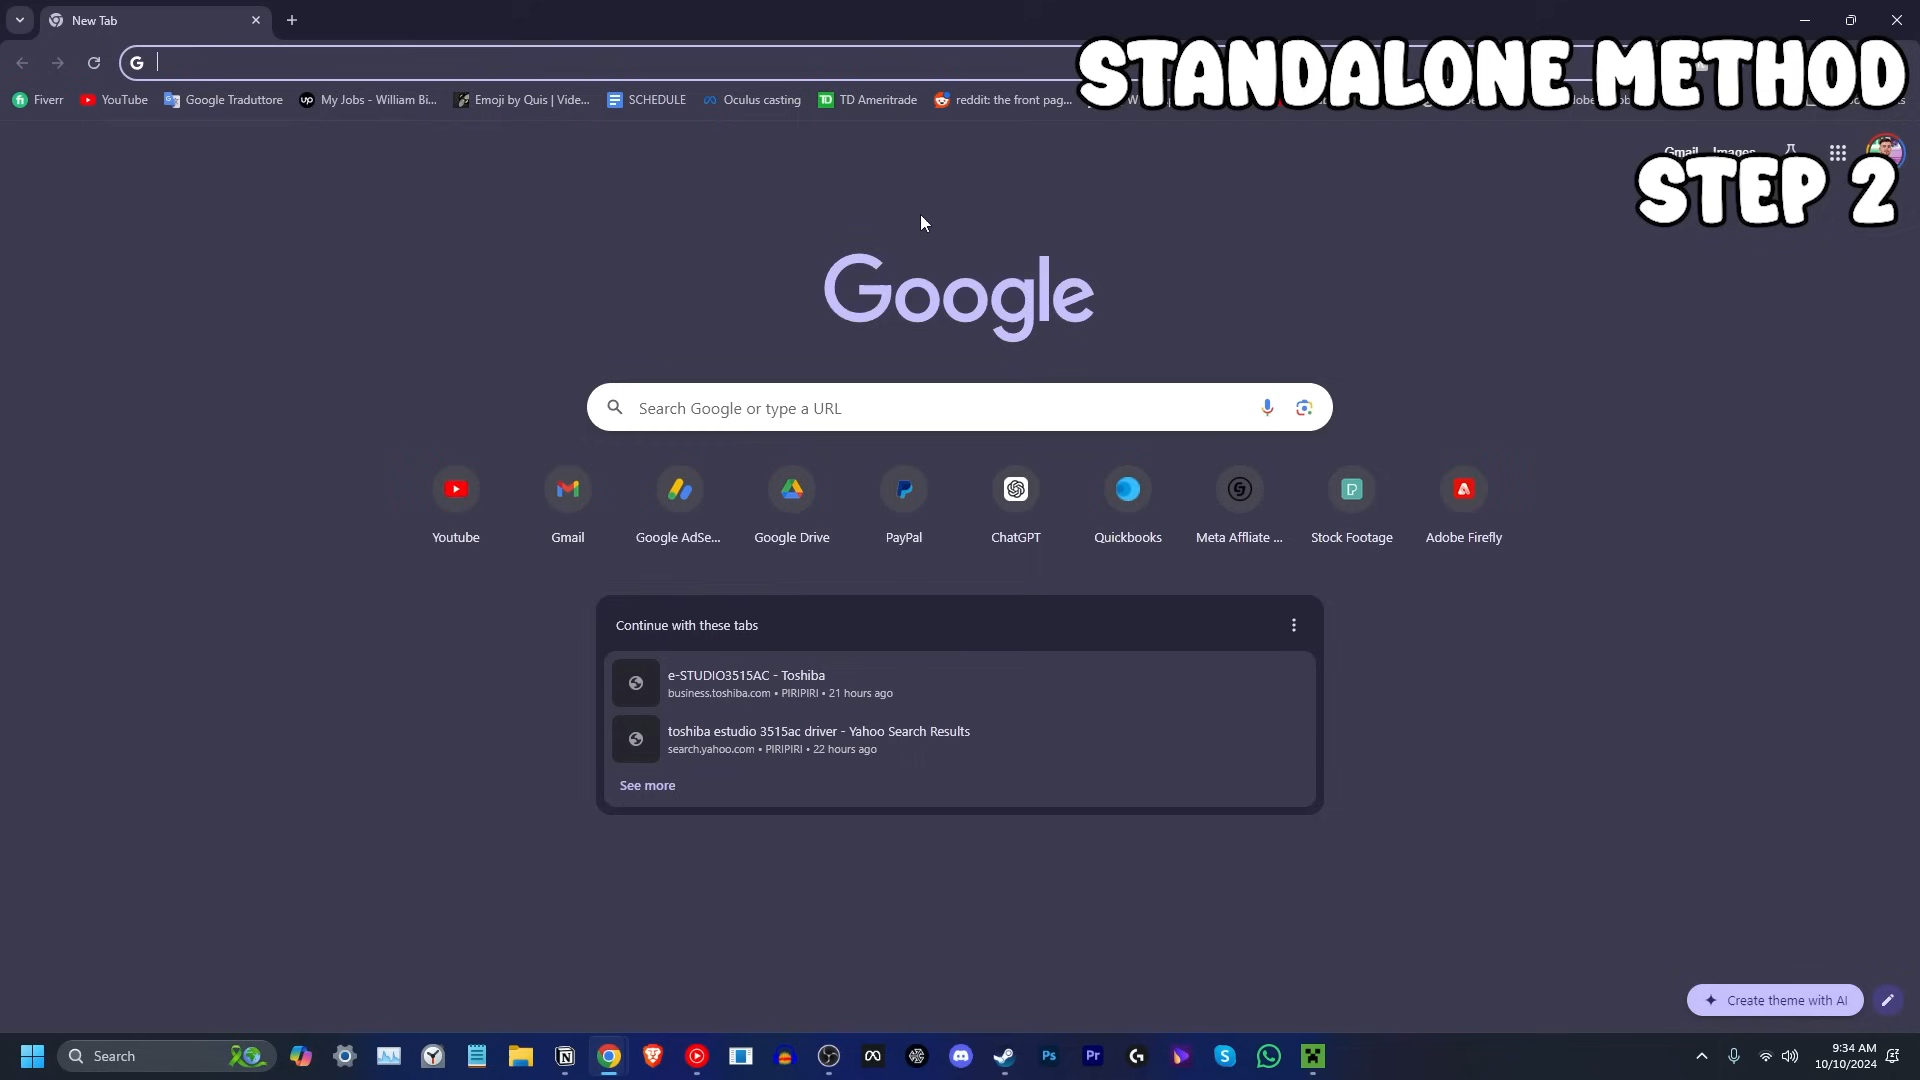 New Tab
STANDALONE METHOD
Fiverr
YouTube
Google Traduttore
My Jobs - William Bi...
Emoji by Quis | Vide...
SCHEDULE
Oculus casting
TD Ameritrade
reddit: the front pag...
Gmail
Images
STEP 2
Google
Search Google or type a URL
Youtube
Gmail
Google AdSe...
Google Drive
PayPal
ChatGPT
Quickbooks
Meta Affliate ...
Stock Footage
Adobe Firefly
Continue with these tabs
e-STUDIO3515AC - Toshiba
business.toshiba.com • PIRIPIRI • 21 hours ago
toshiba estudio 3515ac driver - Yahoo Search Results
search.yahoo.com • PIRIPIRI • 22 hours ago
See more
Create theme with AI
Search
9:34 AM
10/10/2024